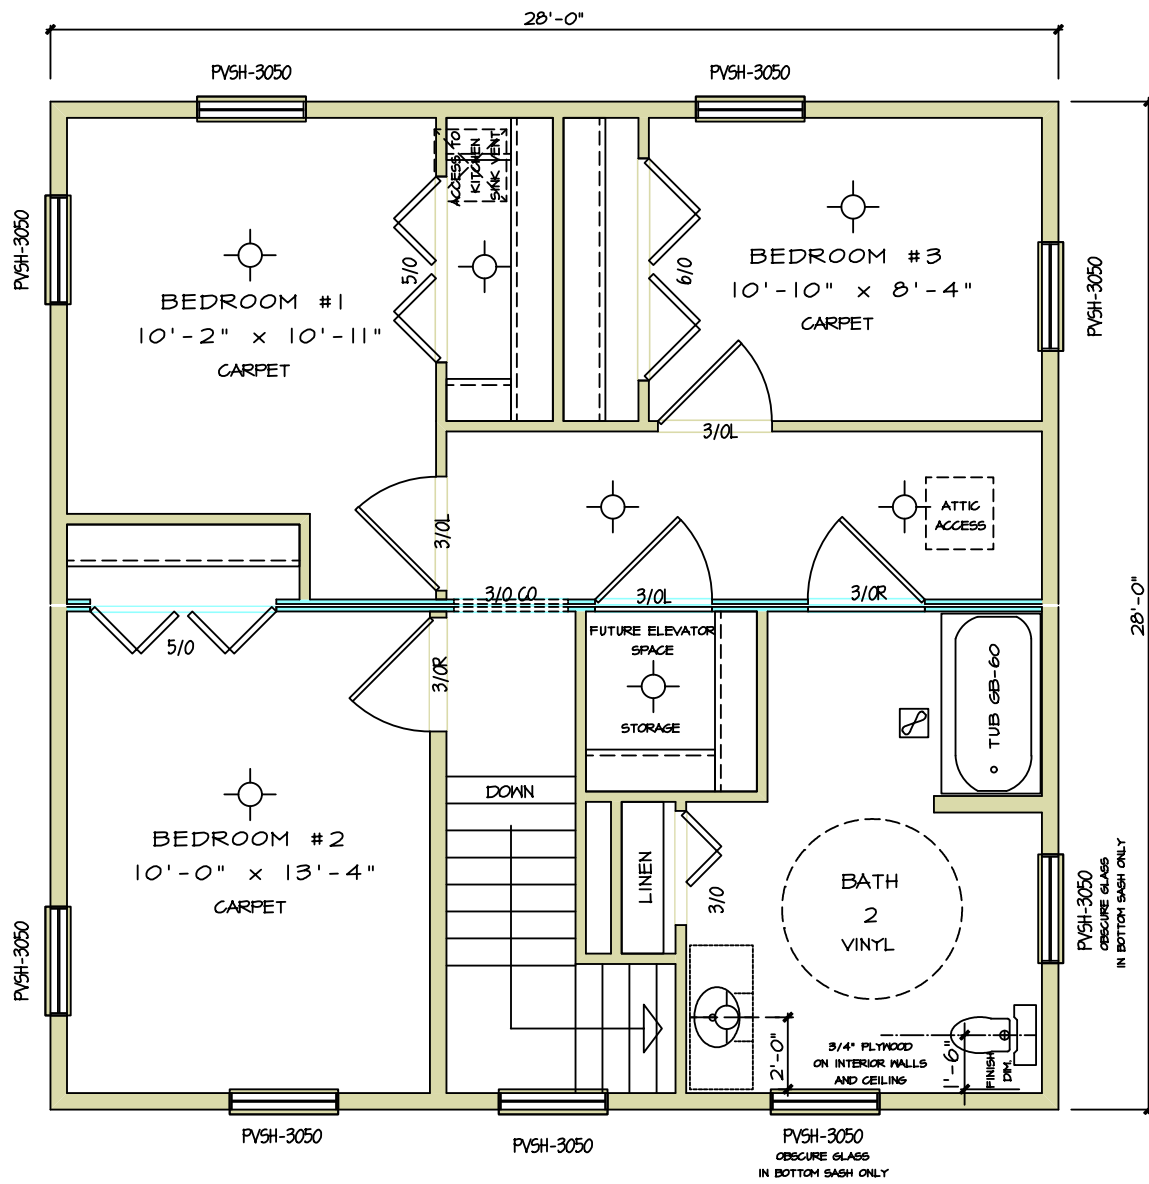 28'-0"
PVSH-3050
PVSH-3050
ACCESS TO
KITCHEN
SINK VENT
PVSH-3050
5/0
6/0
BEDROOM #3
10'-10" x 8'-4"
CARPET
PVSH-3050
BEDROOM #1
10'-2" x 10'-11"
CARPET
3/0L
3/0L
ATTIC
ACCESS
3/0 CO
3/0L
3/0R
28'-0"
5/0
3/0R
FUTURE ELEVATOR
SPACE
STORAGE
TUB GB-60
DOWN
BEDROOM #2
10'-0" x 13'-4"
CARPET
LINEN
3/0
BATH
2
VINYL
PVSH-3050
OBSCURE GLASS
IN BOTTOM SASH ONLY
PVSH-3050
2'-0"
3/4" PLYWOOD
ON INTERIOR WALLS
AND CEILING
1'-6"
FINISH
DIM.
PVSH-3050
PVSH-3050
PVSH-3050
OBSCURE GLASS
IN BOTTOM SASH ONLY